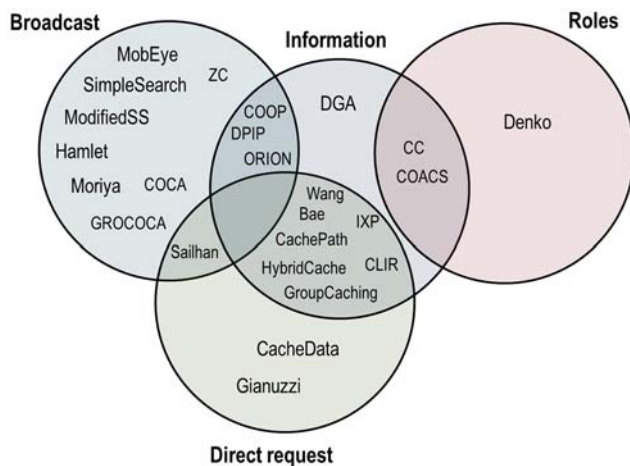 Broadcast
Information
Roles
MobEye
ZC
SimpleSearch
ModifiedSS
Hamlet
Moriya
COCA
GROCOCA
COOP
DPIP
ORION
DGA
CC
COACS
Denko
Sailhan
Wang
Bae
IXP
CachePath
HybridCache
CLIR
GroupCaching
CacheData
Gianuzzi
Direct request